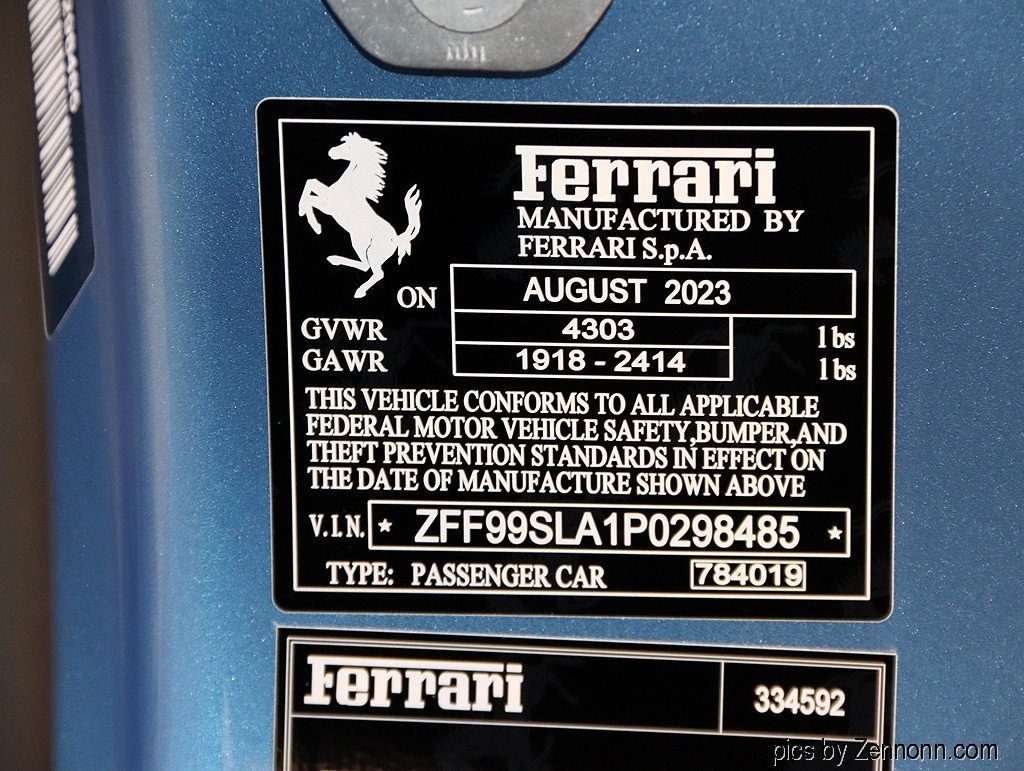 Ferrari
MANUFACTURED BY
FERRARI S.p.A.
ON AUGUST 2023
GVWR 4303 lbs
GAWR 1918 - 2414 lbs
THIS VEHICLE CONFORMS TO ALL APPLICABLE
FEDERAL MOTOR VEHICLE SAFETY,BUMPER,AND
THEFT PREVENTION STANDARDS IN EFFECT ON
THE DATE OF MANUFACTURE SHOWN ABOVE
V.I.N. * ZFF99SLA1P0298485 *
TYPE: PASSENGER CAR 784019
Ferrari 334592
pics by Zennonn.com